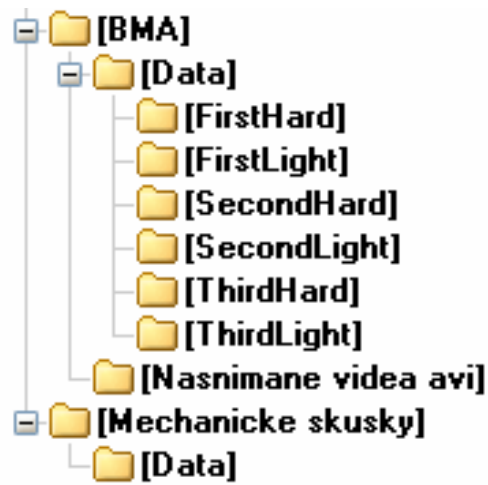 [BMA]
[Data]
[FirstHard]
[FirstLight]
[SecondHard]
[SecondLight]
[ThirdHard]
[ThirdLight]
[Nasnimane videa avi]
[Mechanicke skusky]
[Data]